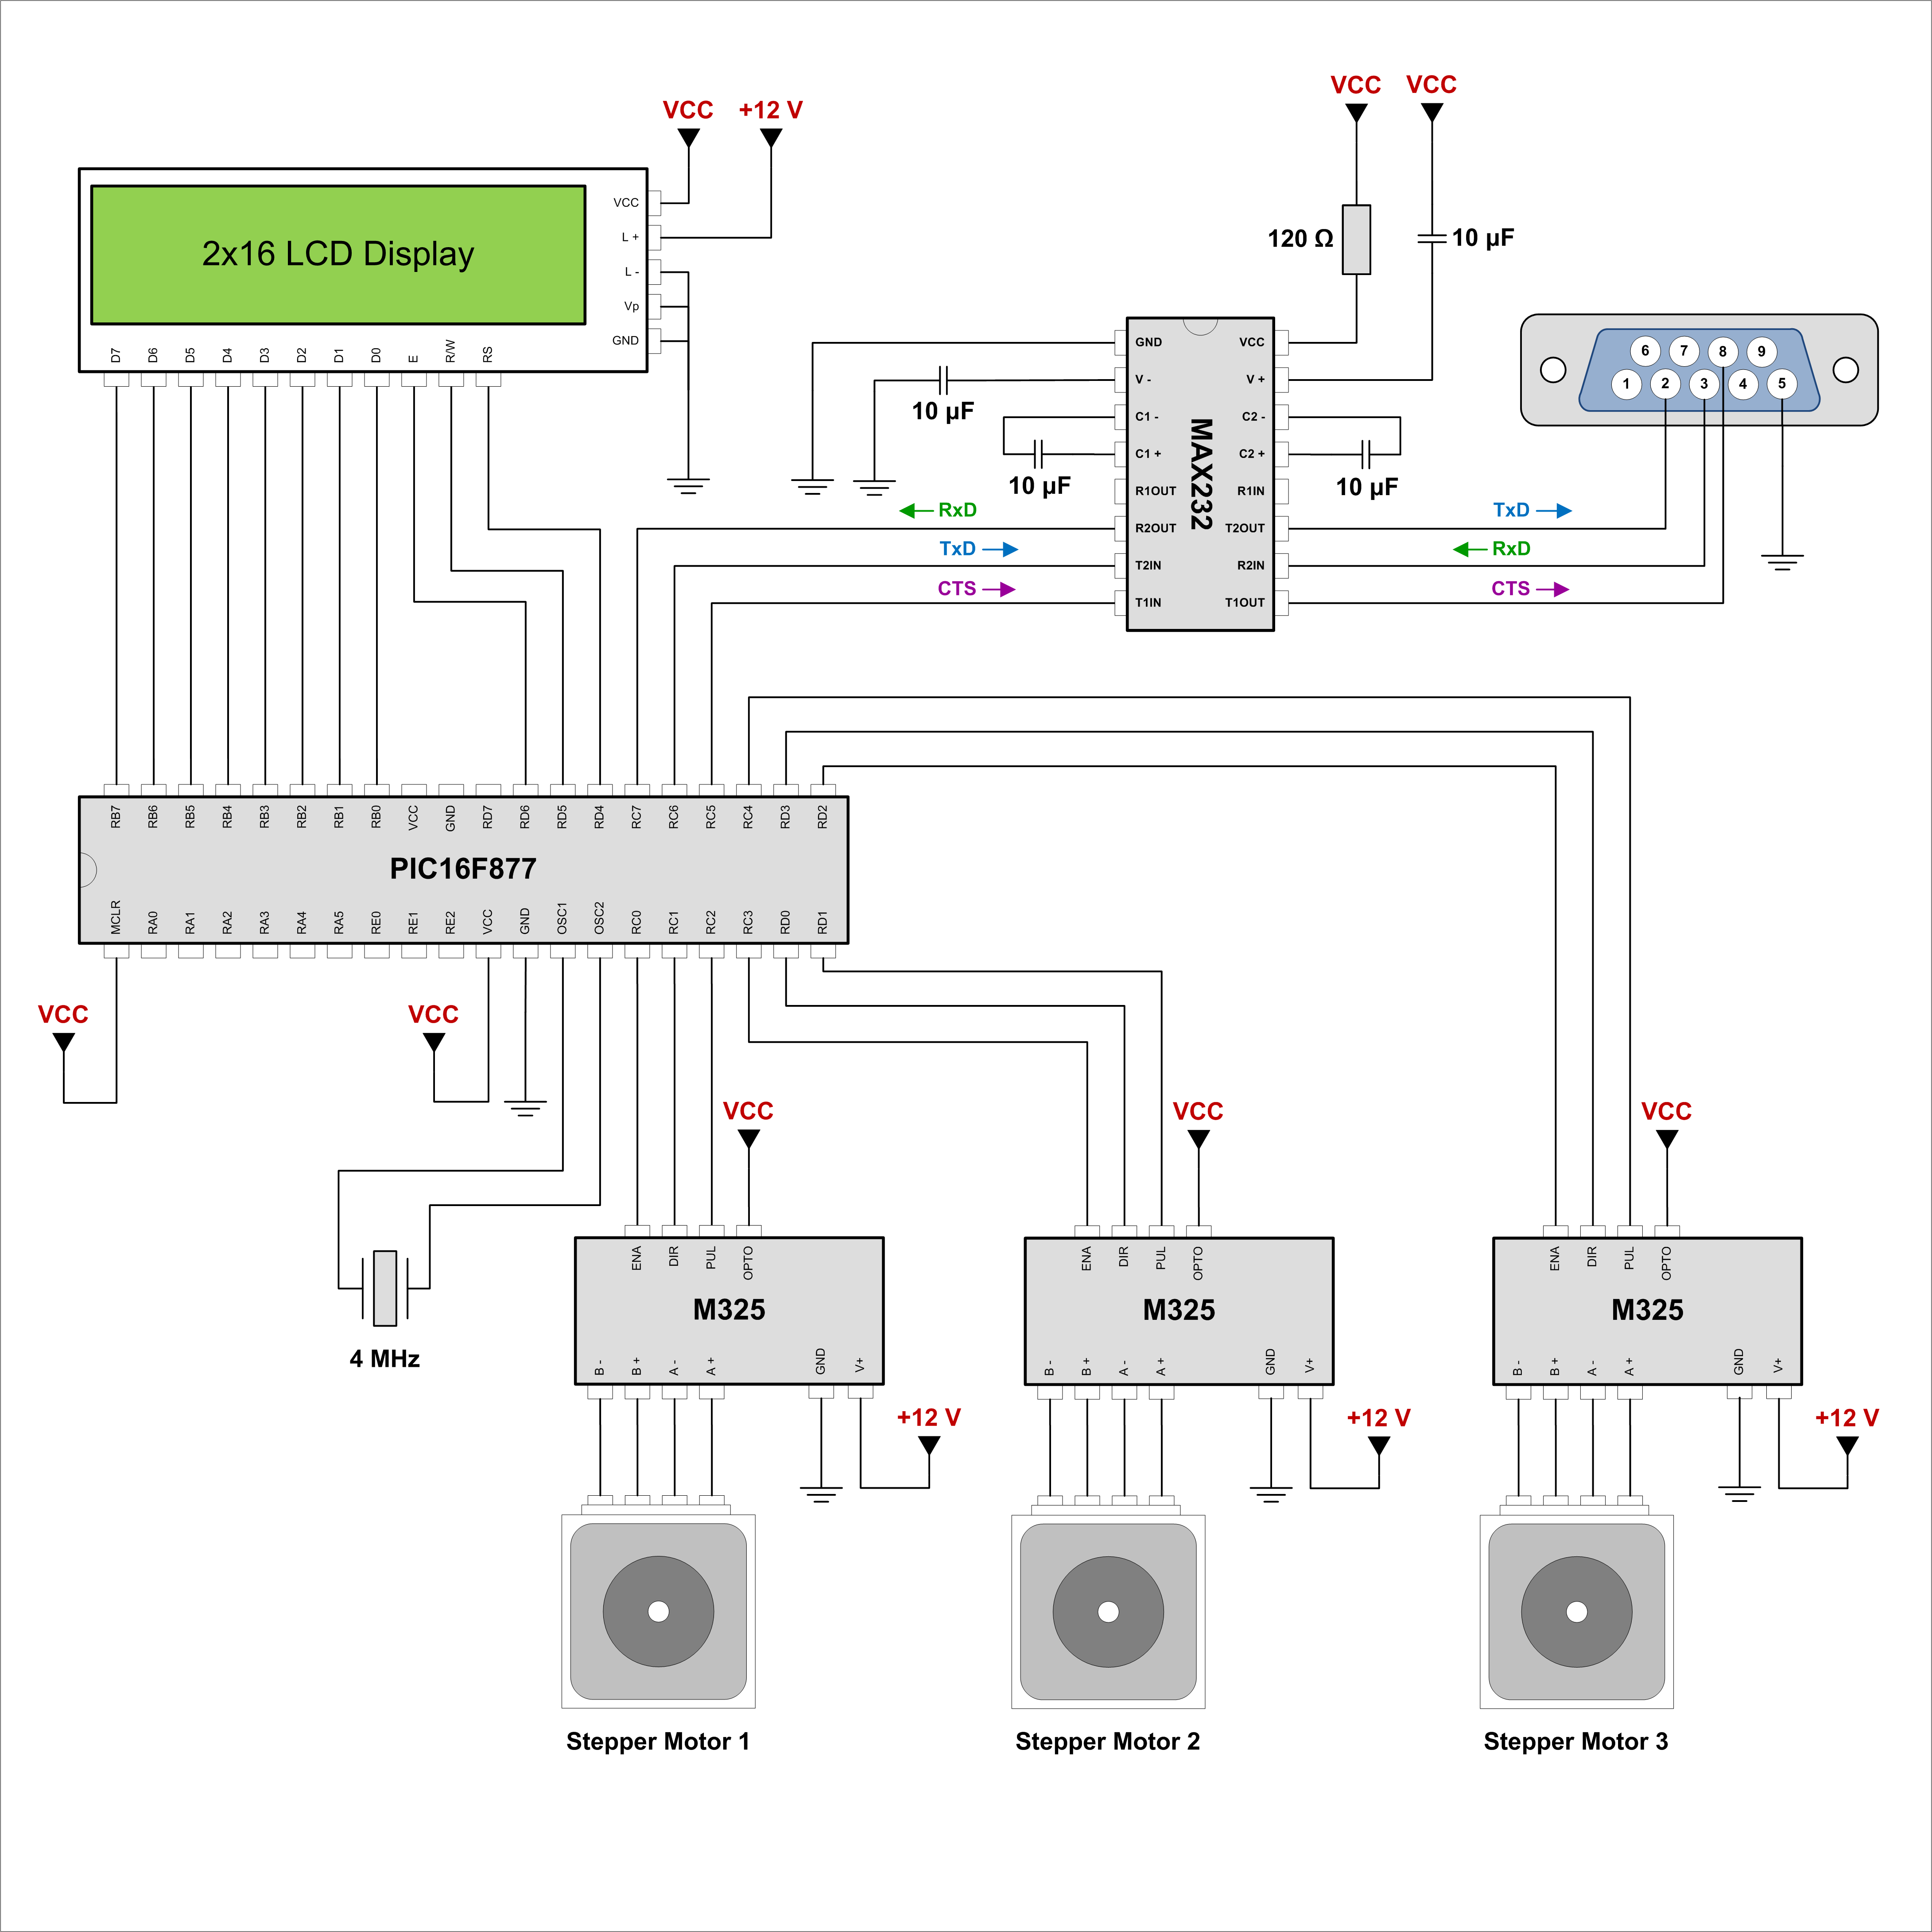 VCC
VCC
VCC
+12 V
2x16 LCD Display
VCC
L +
L -
Vp
GND
D7 D6 D5 D4 D3 D2 D1 D0 E R/W RS
120 Ω
10 µF
GND VCC
V - V +
C1 - C2 -
C1 + C2 +
R1OUT R1IN
R2OUT T2OUT
T2IN R2IN
T1IN T1OUT
MAX232
10 µF
10 µF
10 µF
6 7 8 9
1 2 3 4 5
RxD
TxD
CTS
TxD
RxD
CTS
RB7 RB6 RB5 RB4 RB3 RB2 RB1 RB0 VCC GND RD7 RD6 RD5 RD4 RC7 RC6 RC5 RC4 RD3 RD2
PIC16F877
MCLR RA0 RA1 RA2 RA3 RA4 RA5 RE0 RE1 RE2 VCC GND OSC1 OSC2 RC0 RC1 RC2 RC3 RD0 RD1
VCC
VCC
VCC
VCC
VCC
4 MHz
ENA DIR PUL OPTO
M325
B - B + A - A + GND V+
+12 V
ENA DIR PUL OPTO
M325
B - B + A - A + GND V+
+12 V
ENA DIR PUL OPTO
M325
B - B + A - A + GND V+
+12 V
Stepper Motor 1
Stepper Motor 2
Stepper Motor 3